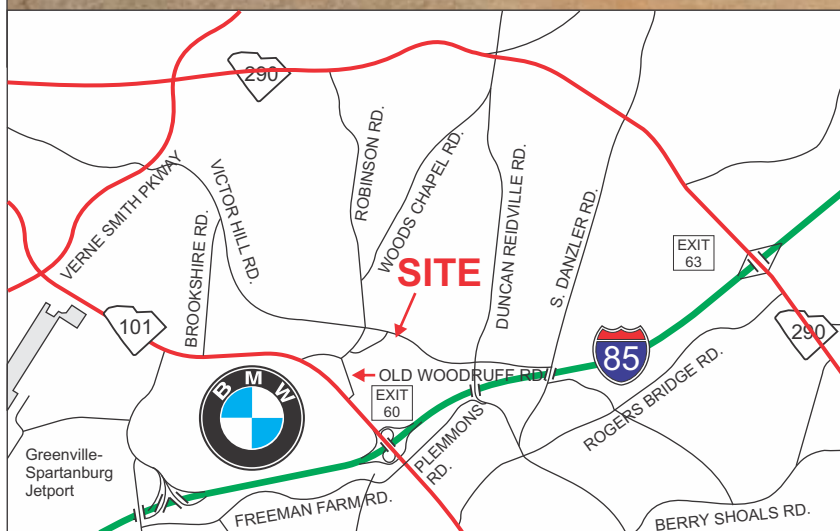 290
VERNE SMITH PKWAY
VICTOR HILL RD.
ROBINSON RD.
WOODS CHAPEL RD.
DUNCAN REIDVILLE RD.
S. DANZLER RD.
BROOKSHIRE RD.
SITE
EXIT
63
101
290
85
OLD WOODRUFF RD.
BMW
EXIT
60
PLEMMONS
RD.
ROGERS BRIDGE RD.
Greenville-
Spartanburg
Jetport
FREEMAN FARM RD.
BERRY SHOALS RD.